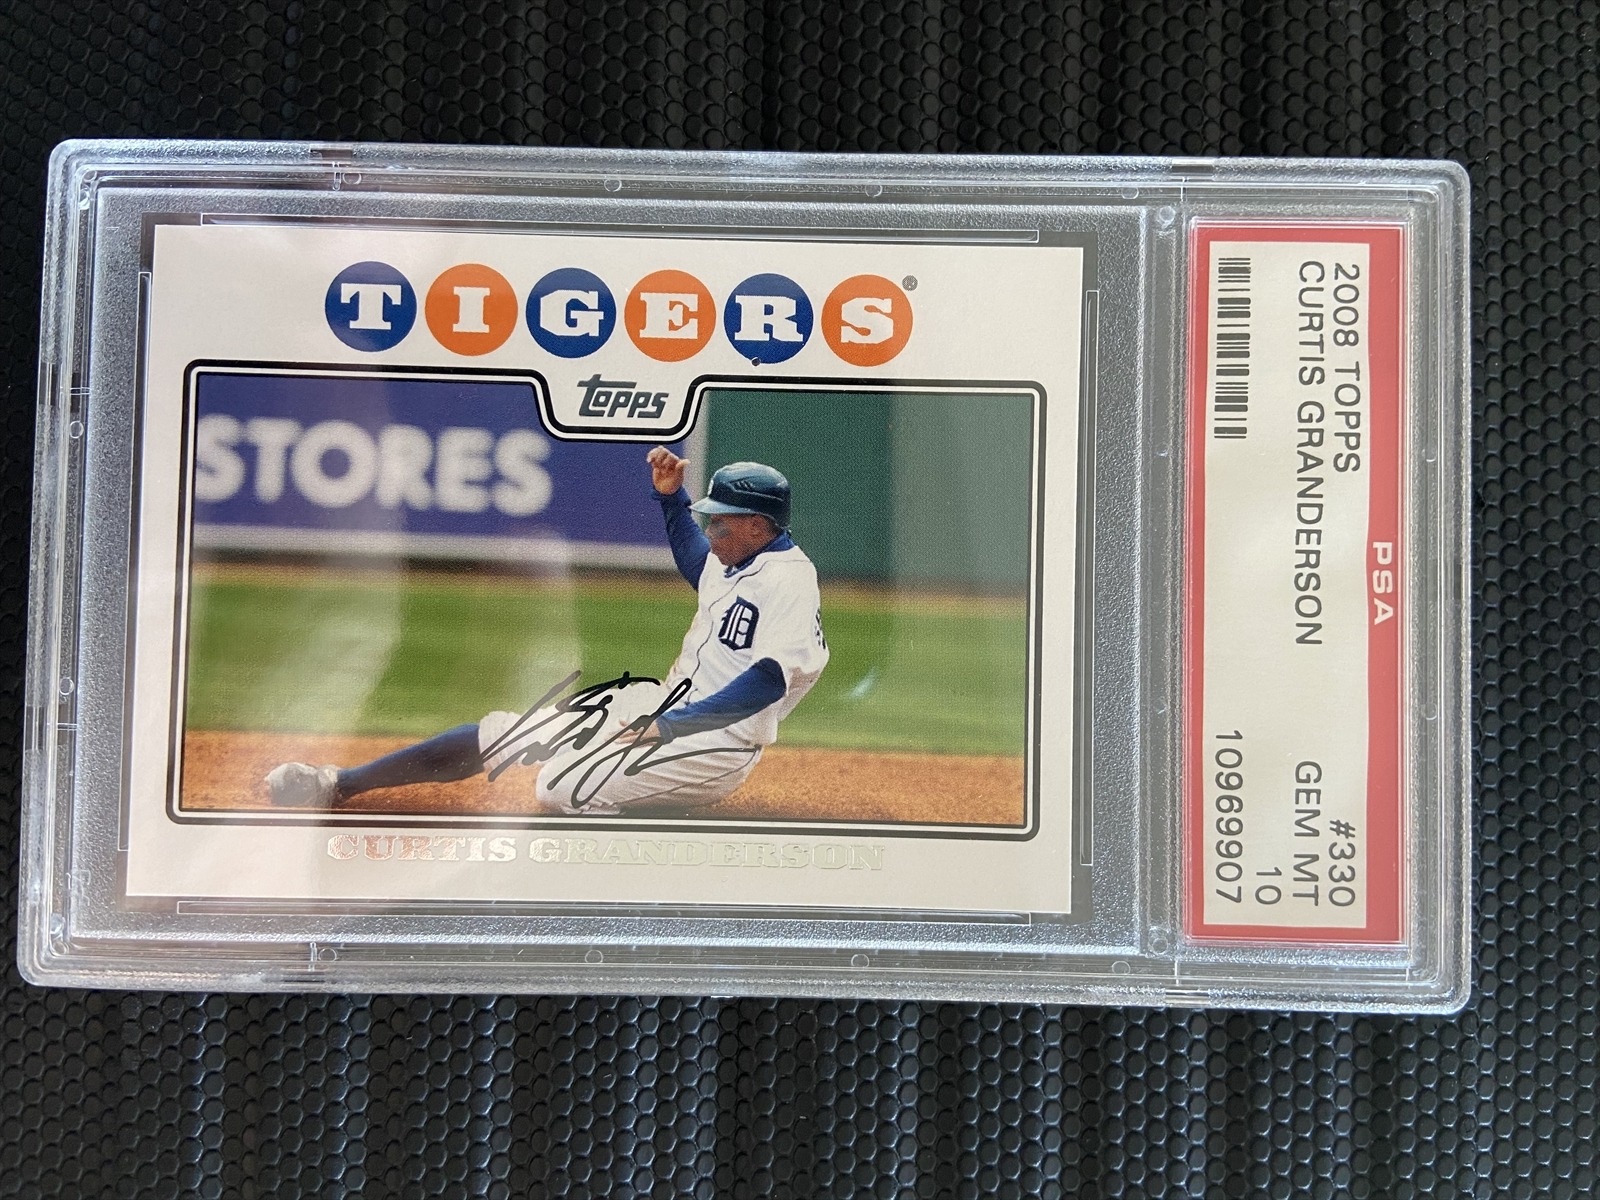 TIGERS
Topps
STORES
D
CURTIS GRANDERSON
PSA
2008 TOPPS #330
CURTIS GRANDERSON GEM MT
10
10969907